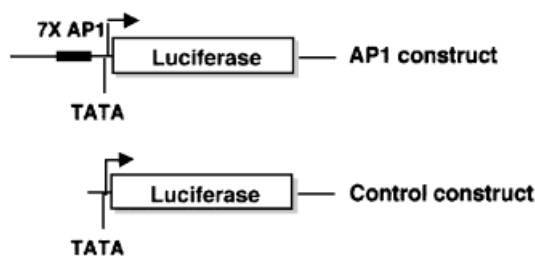 7X AP1
Luciferase AP1 construct
TATA
Luciferase Control construct
TATA